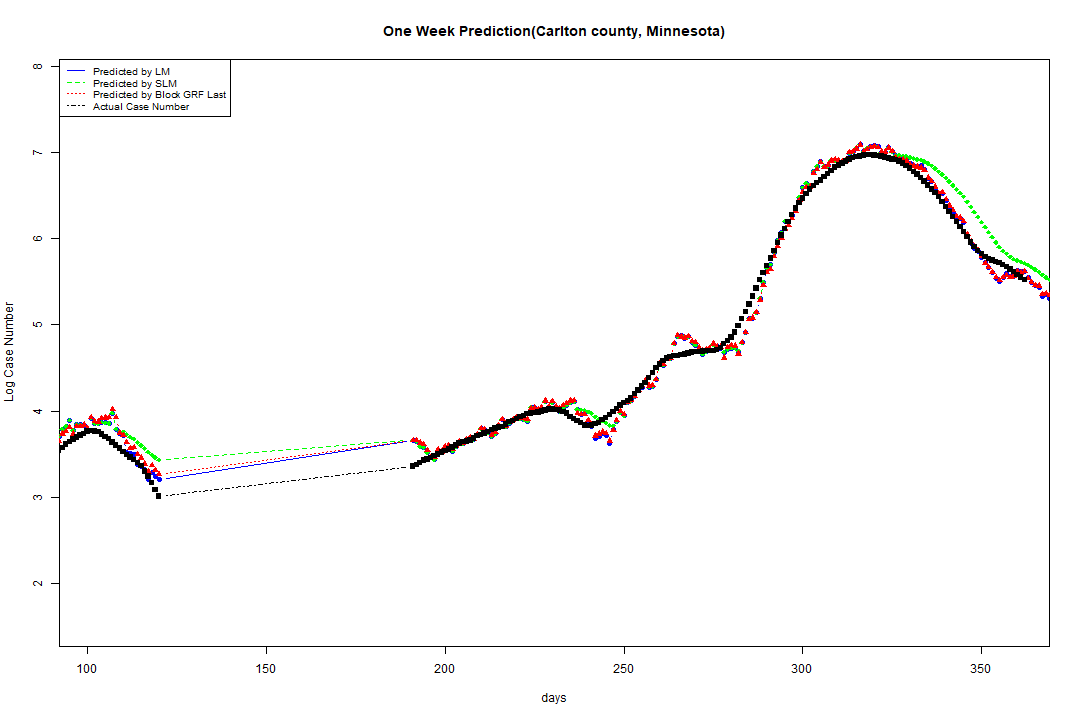 One Week Prediction(Carlton county, Minnesota)
Predicted by LM
Predicted by SLM
Predicted by Block GRF Last
Actual Case Number
8
7
6
5
4
3
2
Log Case Number
100 150 200 250 300 350
days